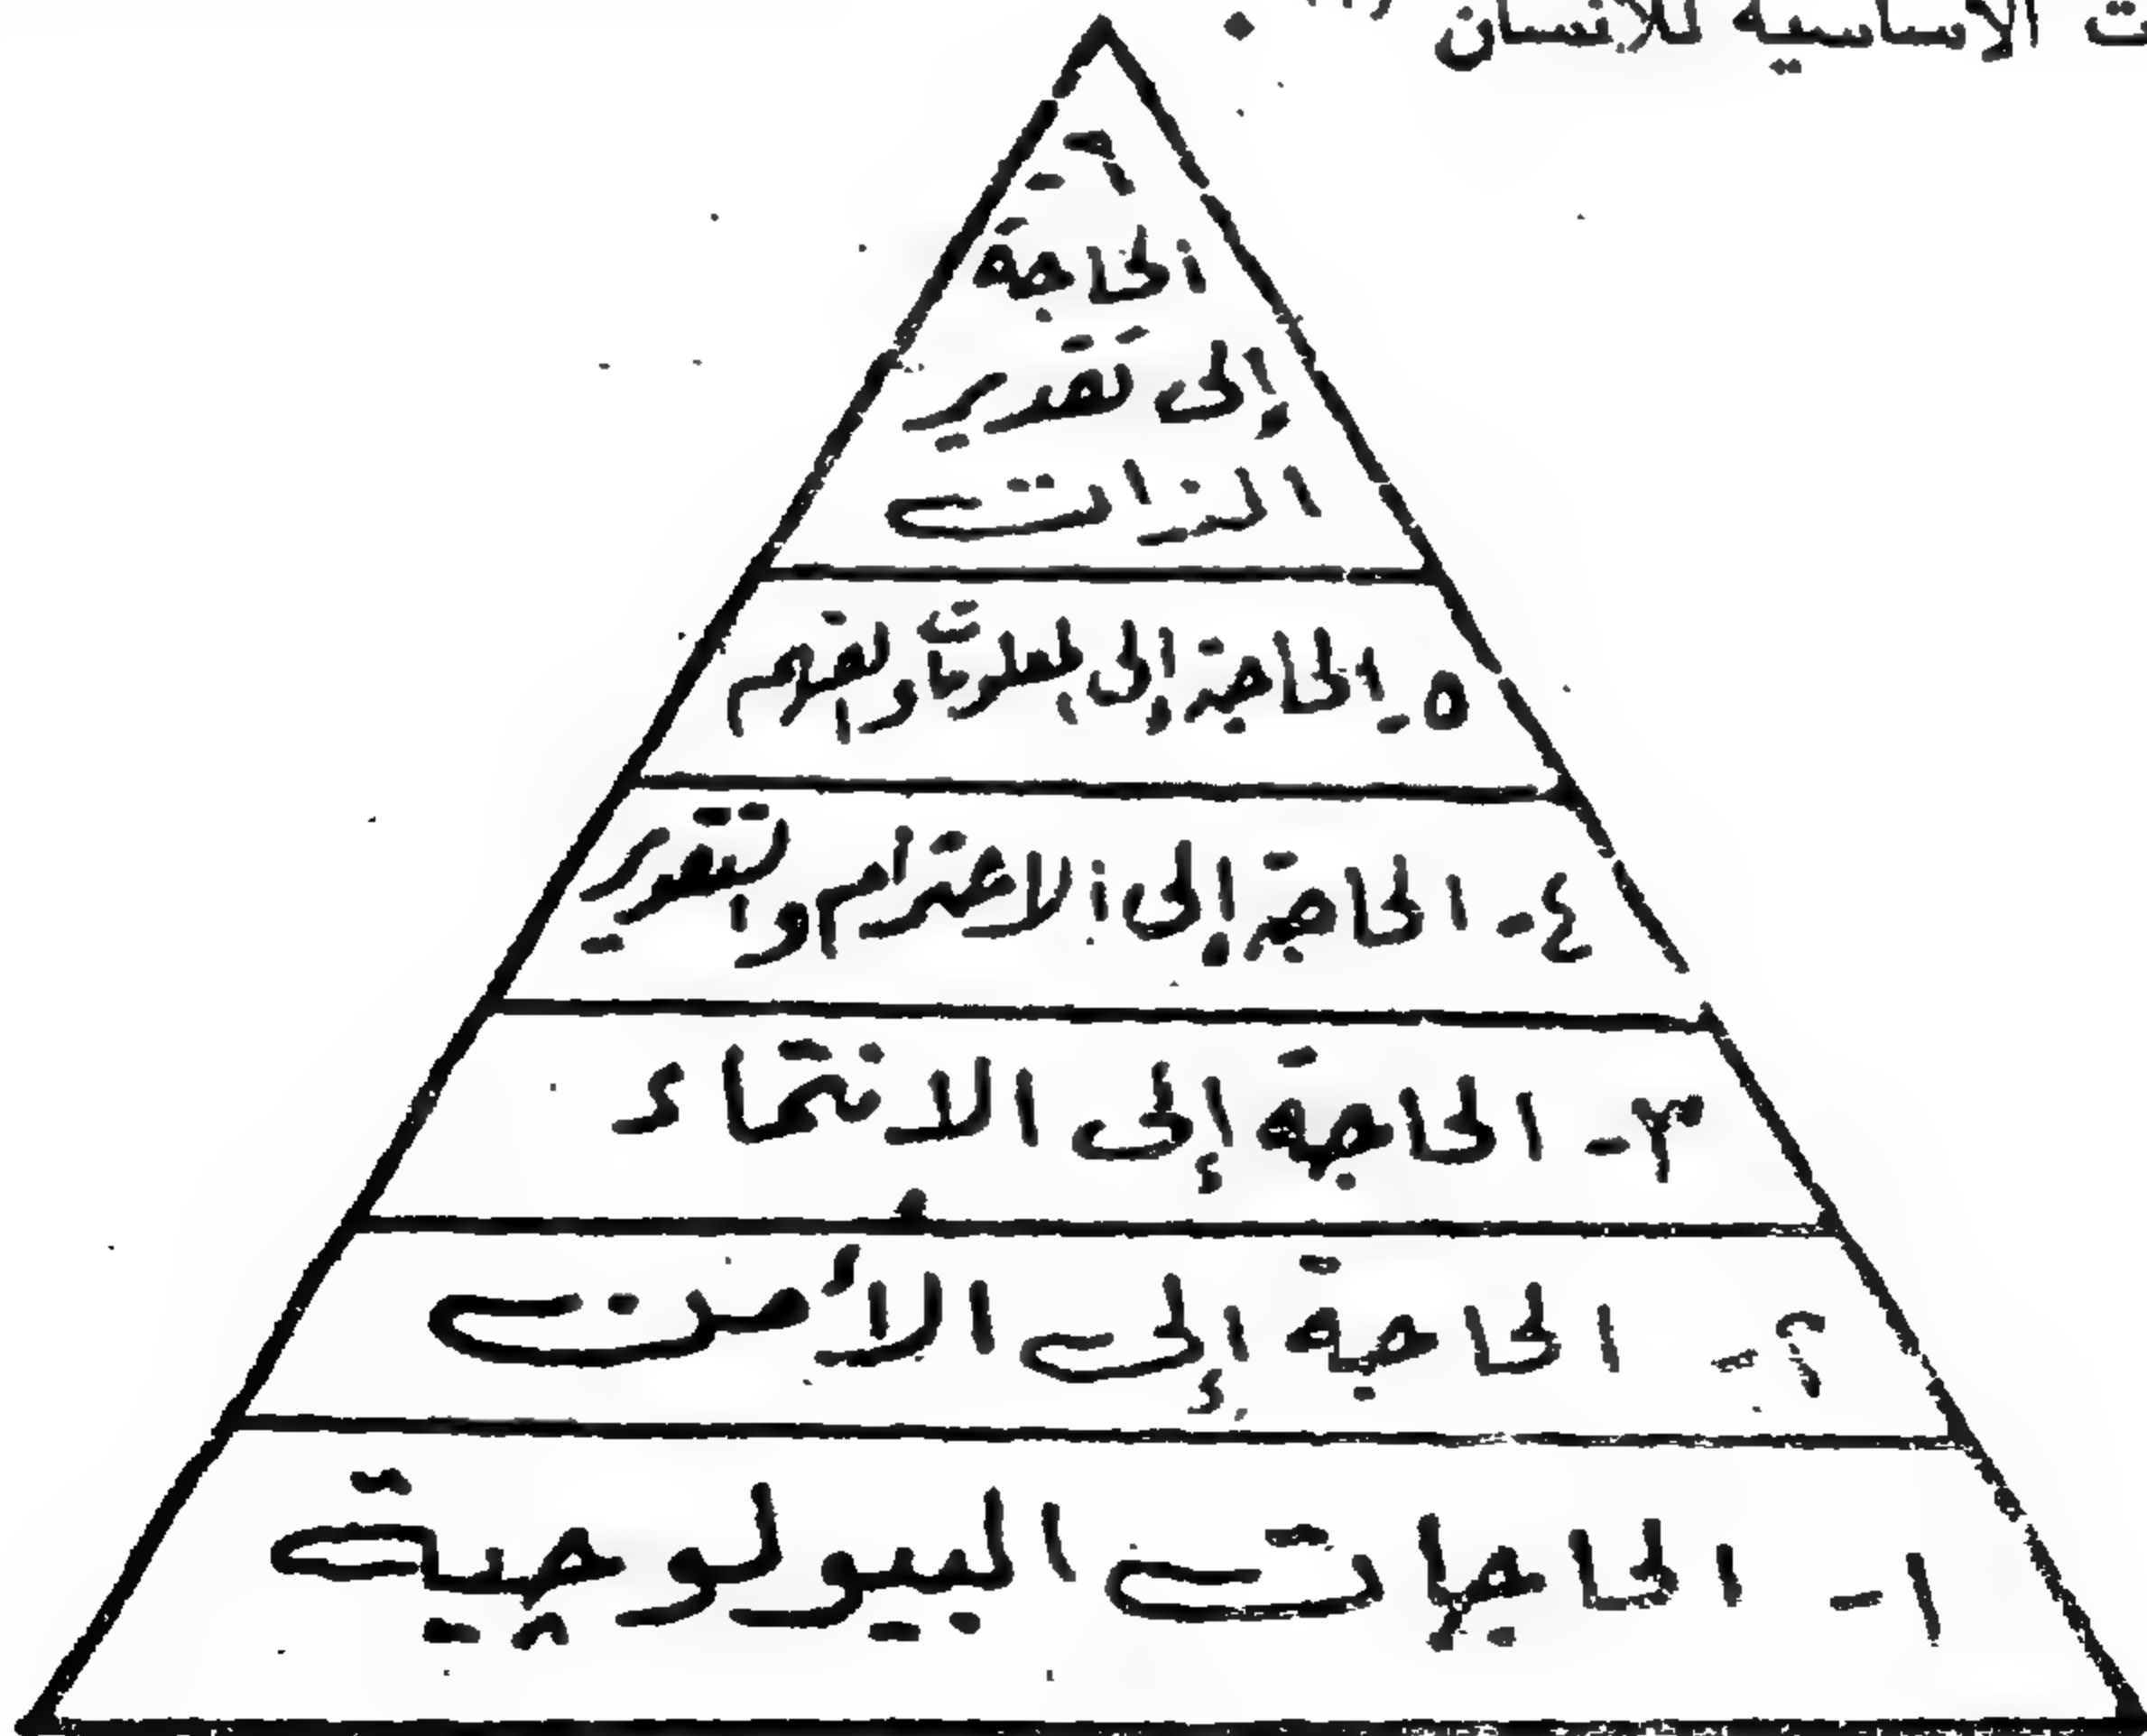 الأساسية للإنسان
٦ -
الحاجة
إلى تقدير
الذات
٥ - الحاجة إلى المعلومات والفهم
٤ - الحاجة إلى الاحترام والتقدير
٣ - الحاجة إلى الانتماء
٢ - الحاجة إلى الأمن
١ - الحاجات البيولوجية